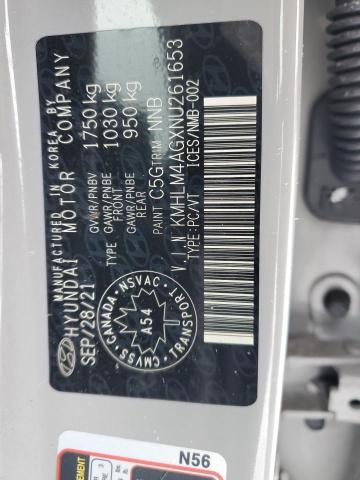 MANUFACTURED IN KOREA BY
HYUNDAI MOTOR COMPANY
SEP/28/21
GVWR/PNBV 1750 kg
GAWR/PNBE FRONT 1030 kg
GAWR/PNBE REAR 950 kg
TYPE
PAINT C5G TRIM NNB
V I N KMHLM4AGXNU261653
TYPE:PC/VT ICES/NMB-002
CANADA NSVAC TRANSPORT CMVSS
A54
N56